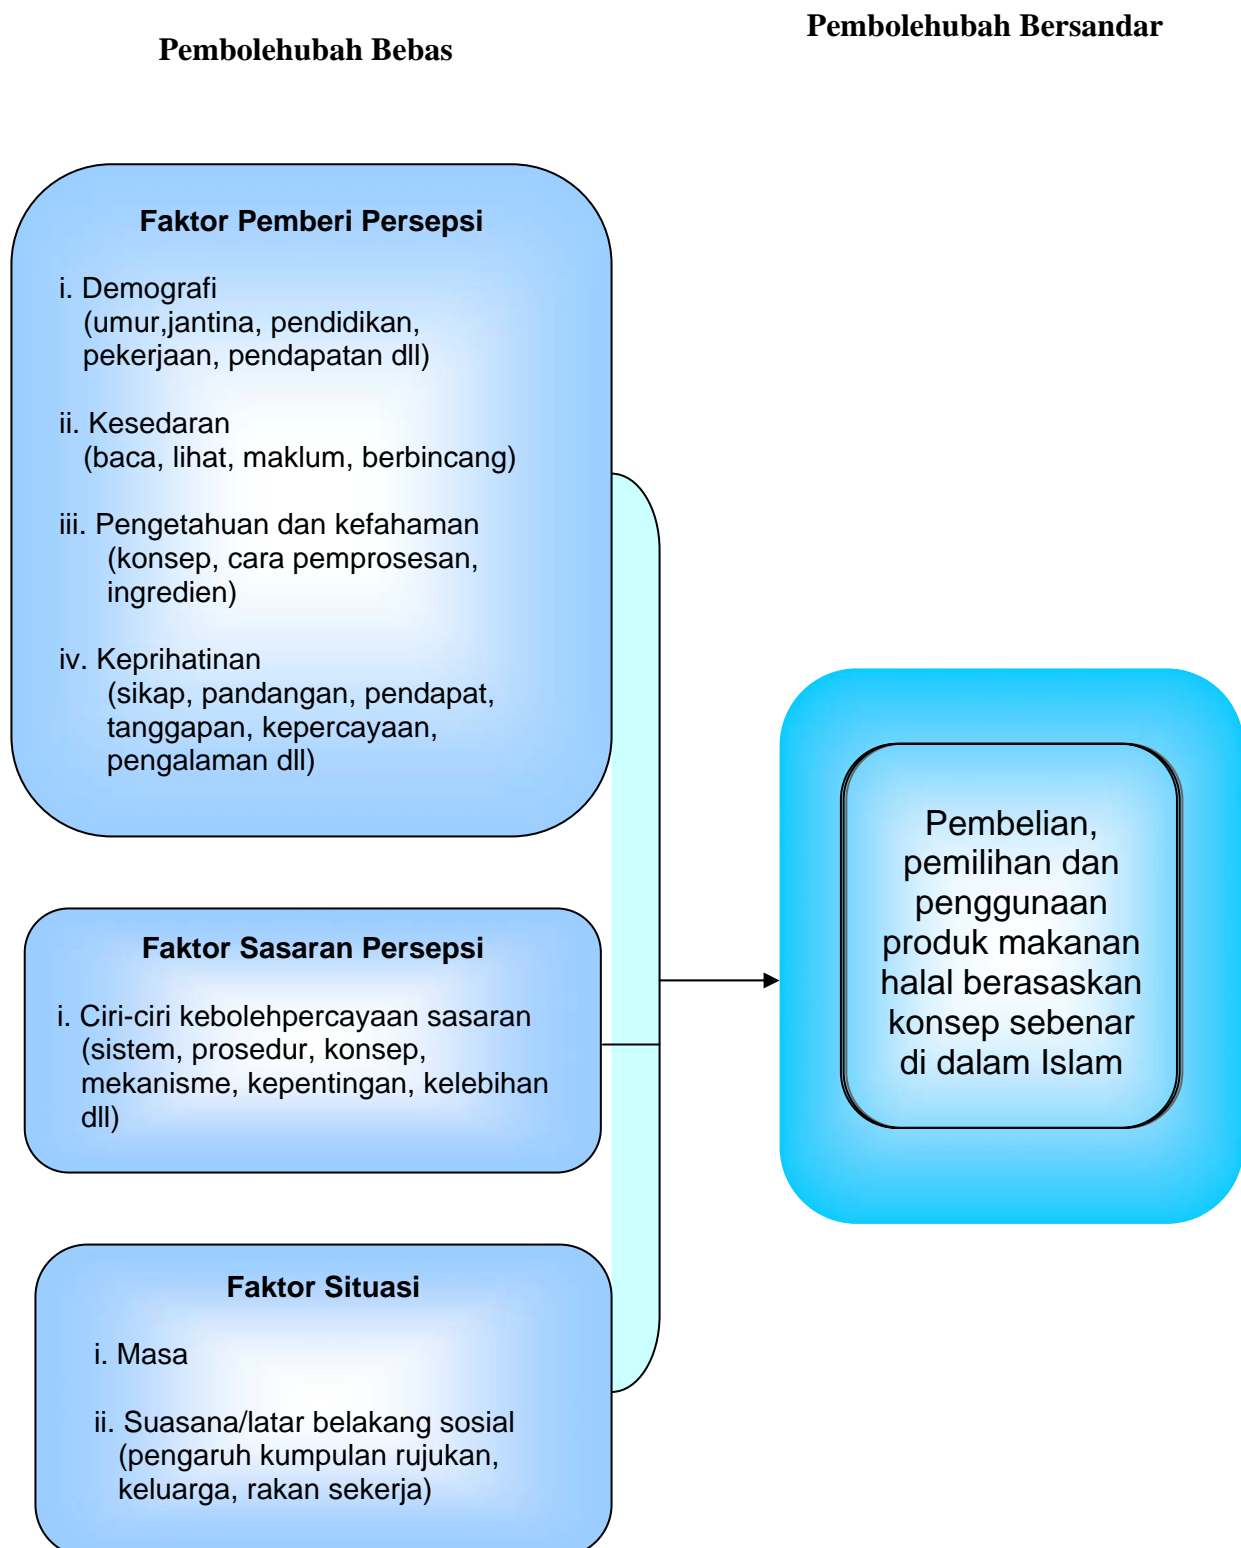 Pembolehubah Bebas
Pembolehubah Bersandar
Faktor Pemberi Persepsi
i. Demografi
(umur,jantina, pendidikan,
pekerjaan, pendapatan dll)
ii. Kesedaran
(baca, lihat, maklum, berbincang)
iii. Pengetahuan dan kefahaman
(konsep, cara pemprosesan,
ingredien)
iv. Keprihatinan
(sikap, pandangan, pendapat,
tanggapan, kepercayaan,
pengalaman dll)
Faktor Sasaran Persepsi
i. Ciri-ciri kebolehpercayaan sasaran
(sistem, prosedur, konsep,
mekanisme, kepentingan, kelebihan
dll)
Faktor Situasi
i. Masa
ii. Suasana/latar belakang sosial
(pengaruh kumpulan rujukan,
keluarga, rakan sekerja)
Pembelian,
pemilihan dan
penggunaan
produk makanan
halal berasaskan
konsep sebenar
di dalam Islam